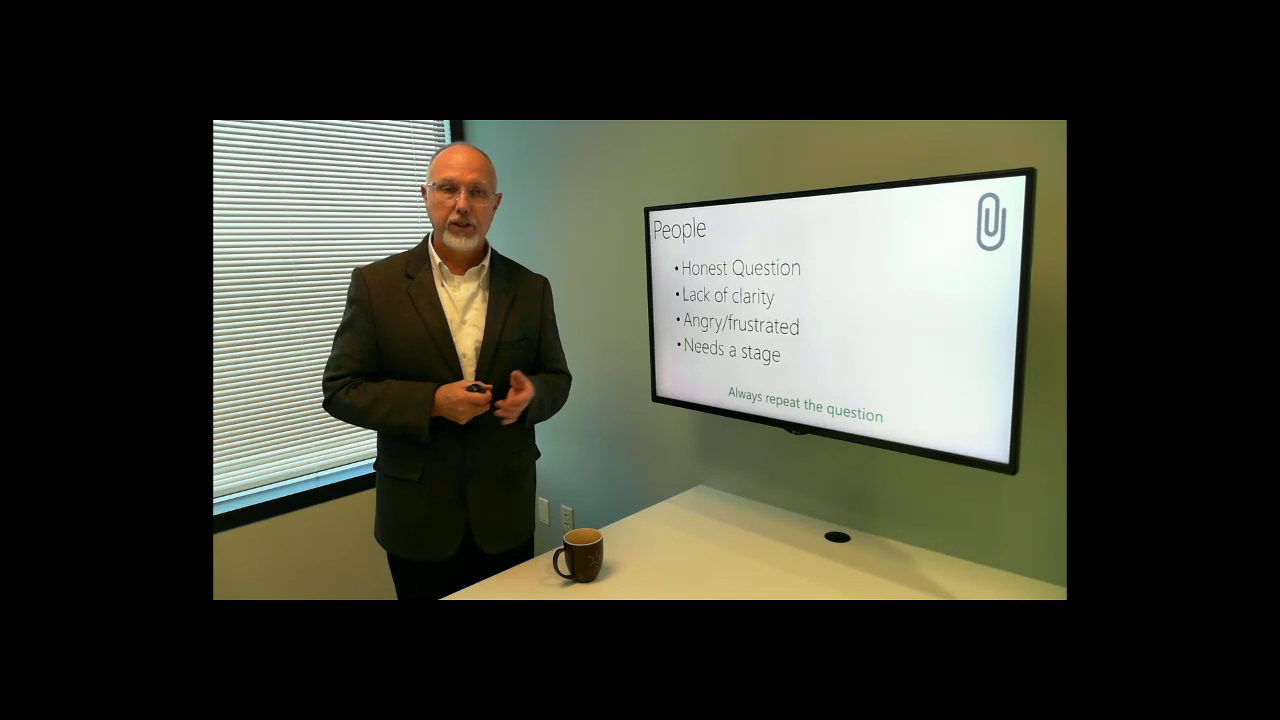 People
• Honest Question
• Lack of clarity
• Angry/frustrated
• Needs a stage
Always repeat the question